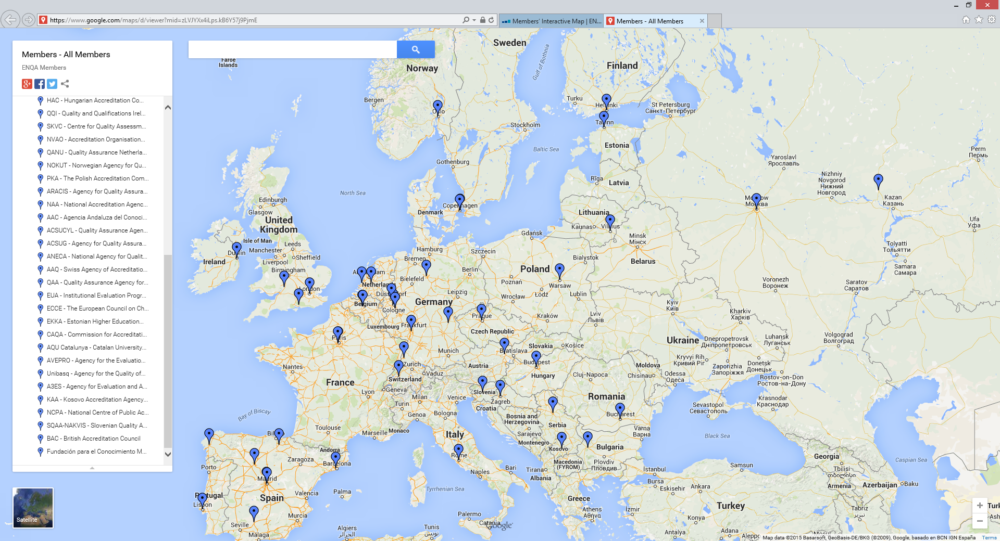 https://www.google.com/maps/d/viewer?mid=zLVJYXx4iLps.kB6Y57j9PjmE
Members' Interactive Map | EN...
Members - All Members
Members - All Members
ENQA Members
HAC - Hungarian Accreditation Co...
QQI - Quality and Qualifications Irel...
SKVC - Centre for Quality Assessm...
NVAO - Accreditation Organisation...
QANU - Quality Assurance Netherla...
NOKUT - Norwegian Agency for Qu...
PKA - The Polish Accreditation Com...
ARACIS - Agency for Quality Assura...
NAA - National Accreditation Agenc...
AAC - Agencia Andaluza del Conoci...
ACSUCYL - Quality Assurance Agen...
ACSUG - Agency for Quality Assura...
ANECA - National Agency for Qualit...
AAQ - Swiss Agency of Accreditatio...
QAA - Quality Assurance Agency for...
EUA - Institutional Evaluation Progr...
ECCE - The European Council on Ch...
EKKA - Estonian Higher Education...
CAQA - Commission for Accreditati...
AQU Catalunya - Catalan University...
AVEPRO - Agency for the Evaluatio...
Unibasq - Agency for the Quality of...
A3ES - Agency for Evaluation and A...
KAA - Kosovo Accreditation Agency...
NCPA - National Centre of Public Ac...
SQAA-NAKVIS - Slovenian Quality A...
BAC - British Accreditation Council
Fundación para el Conocimiento M...
Satellite
Faroe
Islands
Sweden
Norway
Finland
Gulf of Bothnia
Bergen
Oslo
Turku
Helsinki
St Petersburg
Санкт-Петербург
Tallinn
Stockholm
Estonia
Baltic Sea
Gothenburg
Yaroslavl
Ярославль
Perm
Пермь
Rīga
Latvia
Nizhniy
Novgorod
Нижний
Новгород
North Sea
Edinburgh
Glasgow
Copenhagen
Denmark
Moscow
Москва
Kazan
Казань
United
Kingdom
Lithuania
Kaunas
Vilnius
Ufa
Уфа
Gdańsk
Minsk
Мінск
Isle of Man
Leeds
Manchester
Sheffield
Dublin
Ireland
Liverpool
Hamburg
Szczecin
Bremen
Białystok
Belarus
Tolyatti
Тольятти
Samara
Самара
Birmingham
Berlin
Poland
Netherlands
Bielefeld
Poznań
Warsaw
Voronezh
Воронеж
Saratov
Саратов
London
Düsseldorf
Leipzig
Wrocław
Łódź
Lublin
Belgium
Cologne
Germany
Kyiv
Київ
Prague
Kraków
Lviv
Львів
Kharkiv
Харків
Luxembourg
Frankfurt
Czech Republic
Paris
Ukraine
Dnepropetrovsk
Дніпропетровськ
Luhansk
Луганськ
Volgograd
Волгоград
Slovakia
Košice
Munich
Bratislava
Budapest
Kryvyi Rih
Кривий Ріг
Donetsk
Донецьк
Nantes
Zurich
Vaduz
Austria
Hungary
Cluj-Napoca
Moldova
Chisinau
Odessa
Одеса
Zaporizhia
Запоріжжя
Rostov-on-Don
Ростов-на-Дону
France
Switzerland
Geneva
Lyon
Slovenia
Zagreb
Croatia
Milan
Venice
Turin
Romania
Krasnodar
Краснодар
Sevastopol
Севастополь
Bay of Biscay
Genoa
Bologna
Bosnia and
Herzegovina
Bucharest
Toulouse
Marseille
Monaco
Italy
Sarajevo
Serbia
Varna
Варна
Black Sea
Bilbao
Montenegro
Kosovo
Bulgaria
Andorra
Rome
Zaragoza
Barcelona
Porto
Macedonia
(FYROM)
Plovdiv
Пловдив
Georgia
Tbilisi
თბილისი
Caspian Sea
Samsun
Naples
Bari
Tirana
Albania
İstanbul
Madrid
Portugal
Lisbon
Spain
Valencia
Palma
Tyrrhenian Sea
Bursa
Eskisehir
Ankara
Armenia
Azerbaijan
Baku
Greece
Turkey
Athens
Αθήνα
İzmir
Konya
Tabriz
تبریز
Seville
Murcia
Málaga
Palermo
Catania
Google
Algiers
الجزائر
Tunis
تونس
Antalya
Adana
Aleppo
Mosul
Map data ©2015 Basarsoft, GeoBasis-DE/BKG (©2009), Google, basado en BCN IGN España
Terms